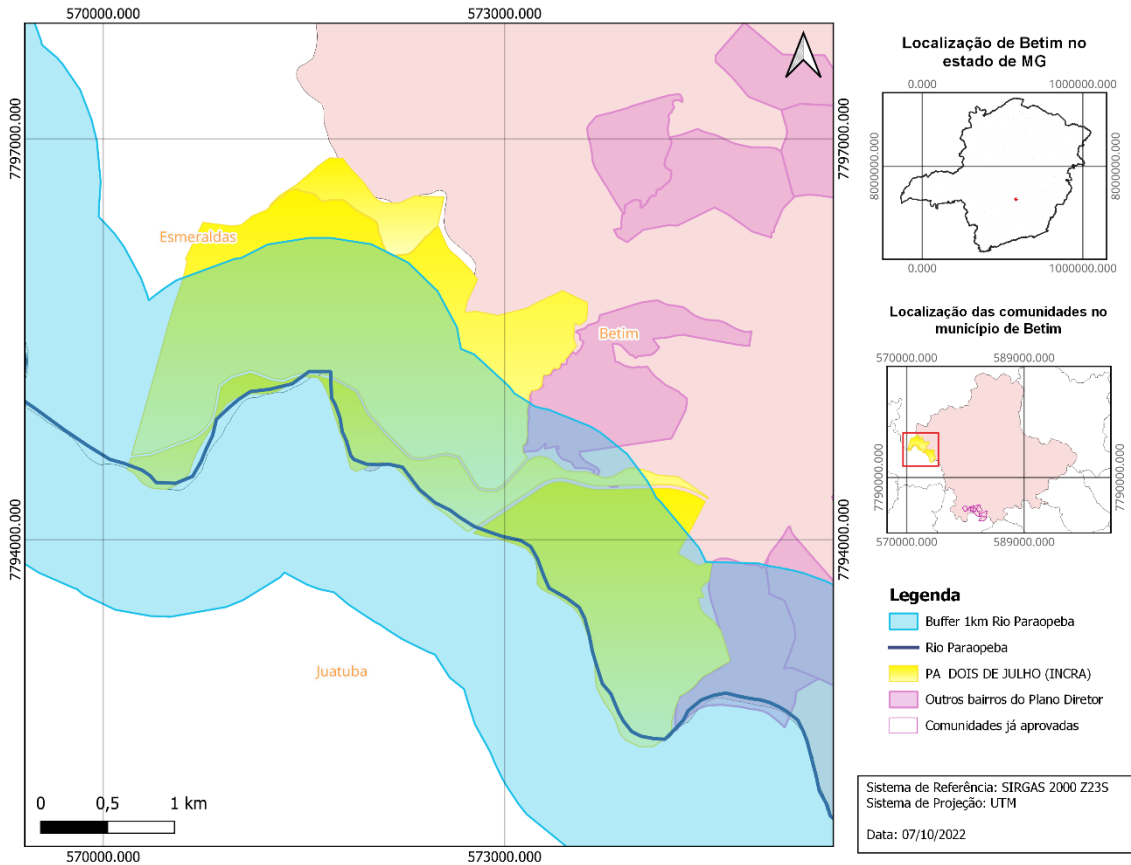 570000.000
573000.000
7797000.000
7797000.000
Esmeraldas
Betim
7794000.000
7794000.000
Juatuba
0
0,5
1 km
570000.000
573000.000
Localização de Betim no
estado de MG
0.000
1000000.000
8000000.000
8000000.000
0.000
1000000.000
Localização das comunidades no
município de Betim
570000.000
589000.000
7790000.000
7790000.000
570000.000
589000.000
Legenda
Buffer 1km Rio Paraopeba
Rio Paraopeba
PA DOIS DE JULHO (INCRA)
Outros bairros do Plano Diretor
Comunidades já aprovadas
Sistema de Referência: SIRGAS 2000 Z23S
Sistema de Projeção: UTM
Data: 07/10/2022